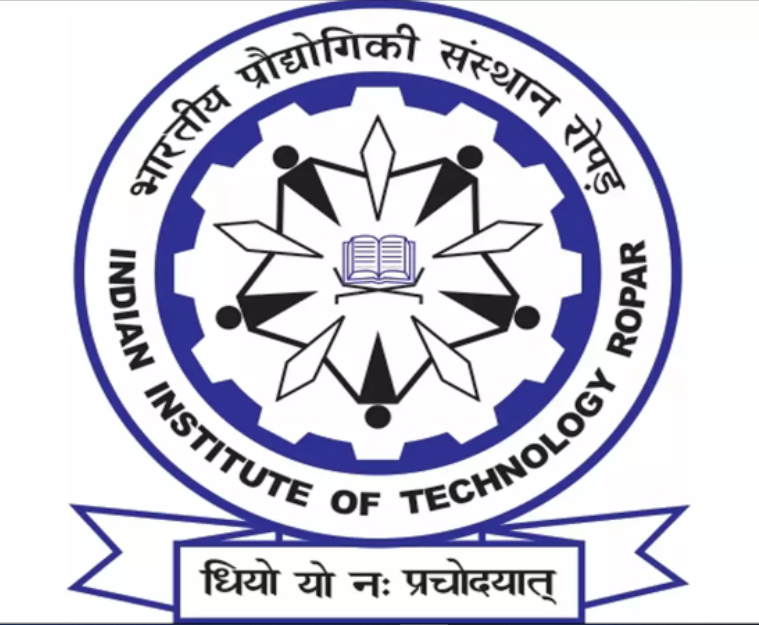 भारतीय प्रौद्योगिकी संस्थान रोपड़
INDIAN INSTITUTE OF TECHNOLOGY ROPAR
धियो यो नः प्रचोदयात्